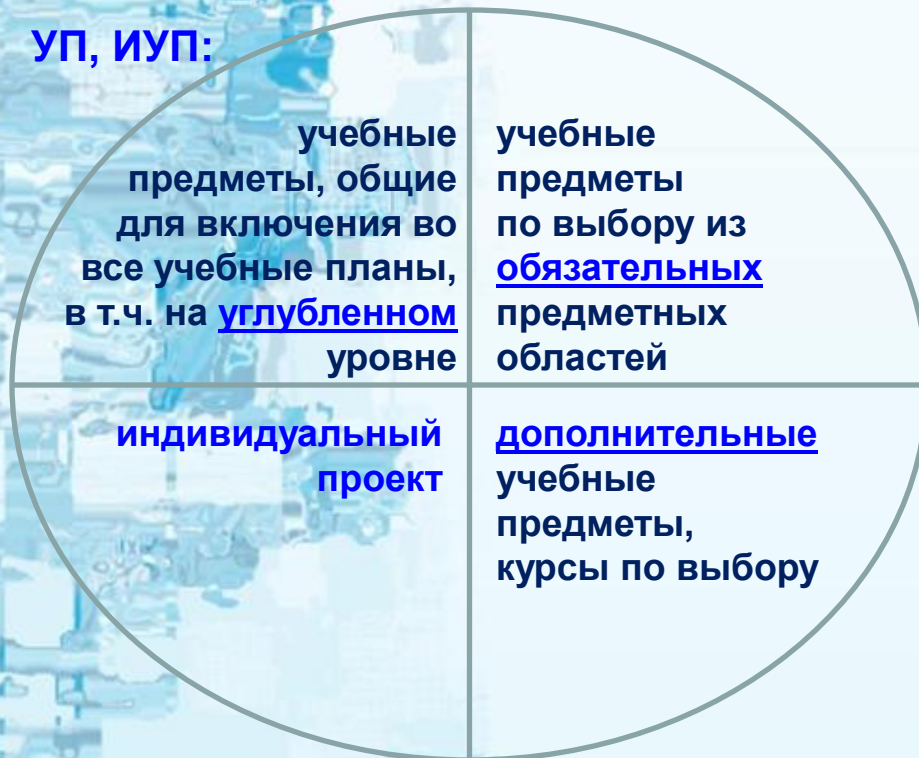 УП, ИУП:
учебные
предметы, общие
для включения во
все учебные планы,
в т.ч. на углубленном
уровне
учебные
предметы
по выбору из
обязательных
предметных
областей
индивидуальный
проект
дополнительные
учебные
предметы,
курсы по выбору